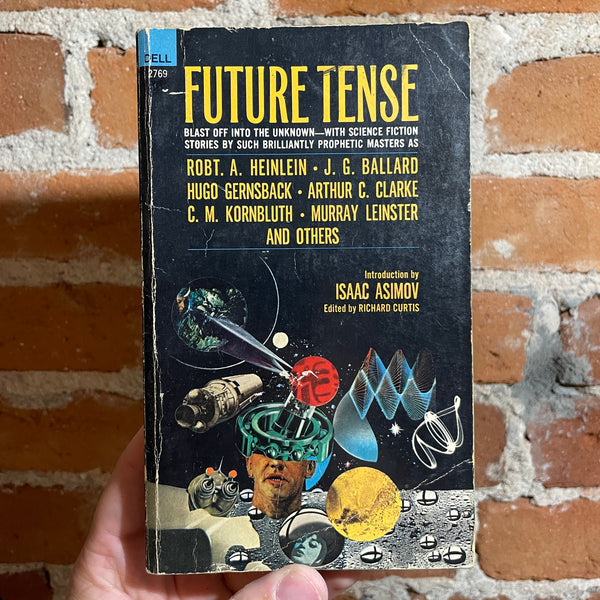 DELL
2769
FUTURE TENSE
BLAST OFF INTO THE UNKNOWN—WITH SCIENCE FICTION
STORIES BY SUCH BRILLIANTLY PROPHETIC MASTERS AS
ROBT. A. HEINLEIN · J. G. BALLARD
HUGO GERNSBACK · ARTHUR C. CLARKE
C. M. KORNBLUTH · MURRAY LEINSTER
AND OTHERS
Introduction by
ISAAC ASIMOV
Edited by RICHARD CURTIS